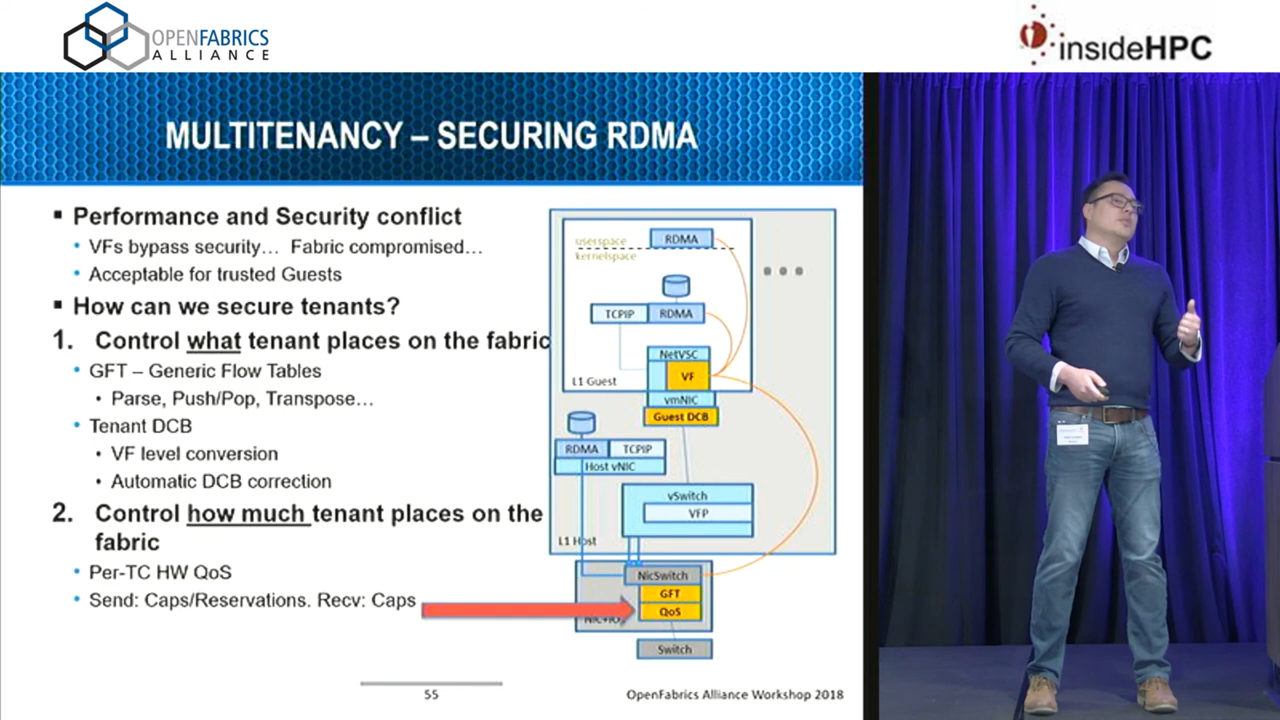 OPENFABRICS
ALLIANCE
insideHPC
MULTITENANCY – SECURING RDMA
▪ Performance and Security conflict
• VFs bypass security… Fabric compromised…
• Acceptable for trusted Guests
▪ How can we secure tenants?
1. Control what tenant places on the fabric
• GFT – Generic Flow Tables
• Parse, Push/Pop, Transpose…
• Tenant DCB
• VF level conversion
• Automatic DCB correction
2. Control how much tenant places on the
fabric
• Per-TC HW QoS
• Send: Caps/Reservations. Recv: Caps
userspace
RDMA
kernelspace
TCPIP
RDMA
NetVSC
VF
L1 Guest
vmNIC
Guest DCB
RDMA
TCPIP
Host vNIC
vSwitch
VFP
L1 Host
NicSwitch
GFT
QoS
Switch
55
OpenFabrics Alliance Workshop 2018